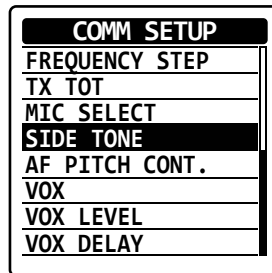 COMM SETUP
FREQUENCY STEP
TX TOT
MIC SELECT
SIDE TONE
AF PITCH CONT.
VOX
VOX LEVEL
VOX DELAY